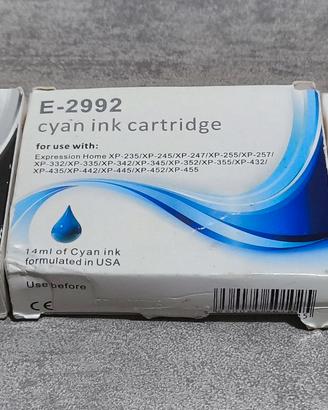 E-2992
cyan ink cartridge
for use with:
Expression Home XP-235/XP-245/XP-247/XP-255/XP-257/
XP-332/XP-335/XP-342/XP-345/XP-352/XP-355/XP-432/
XP-435/XP-442/XP-445/XP-452/XP-455
14ml of Cyan ink
formulated in USA
Use before
CE